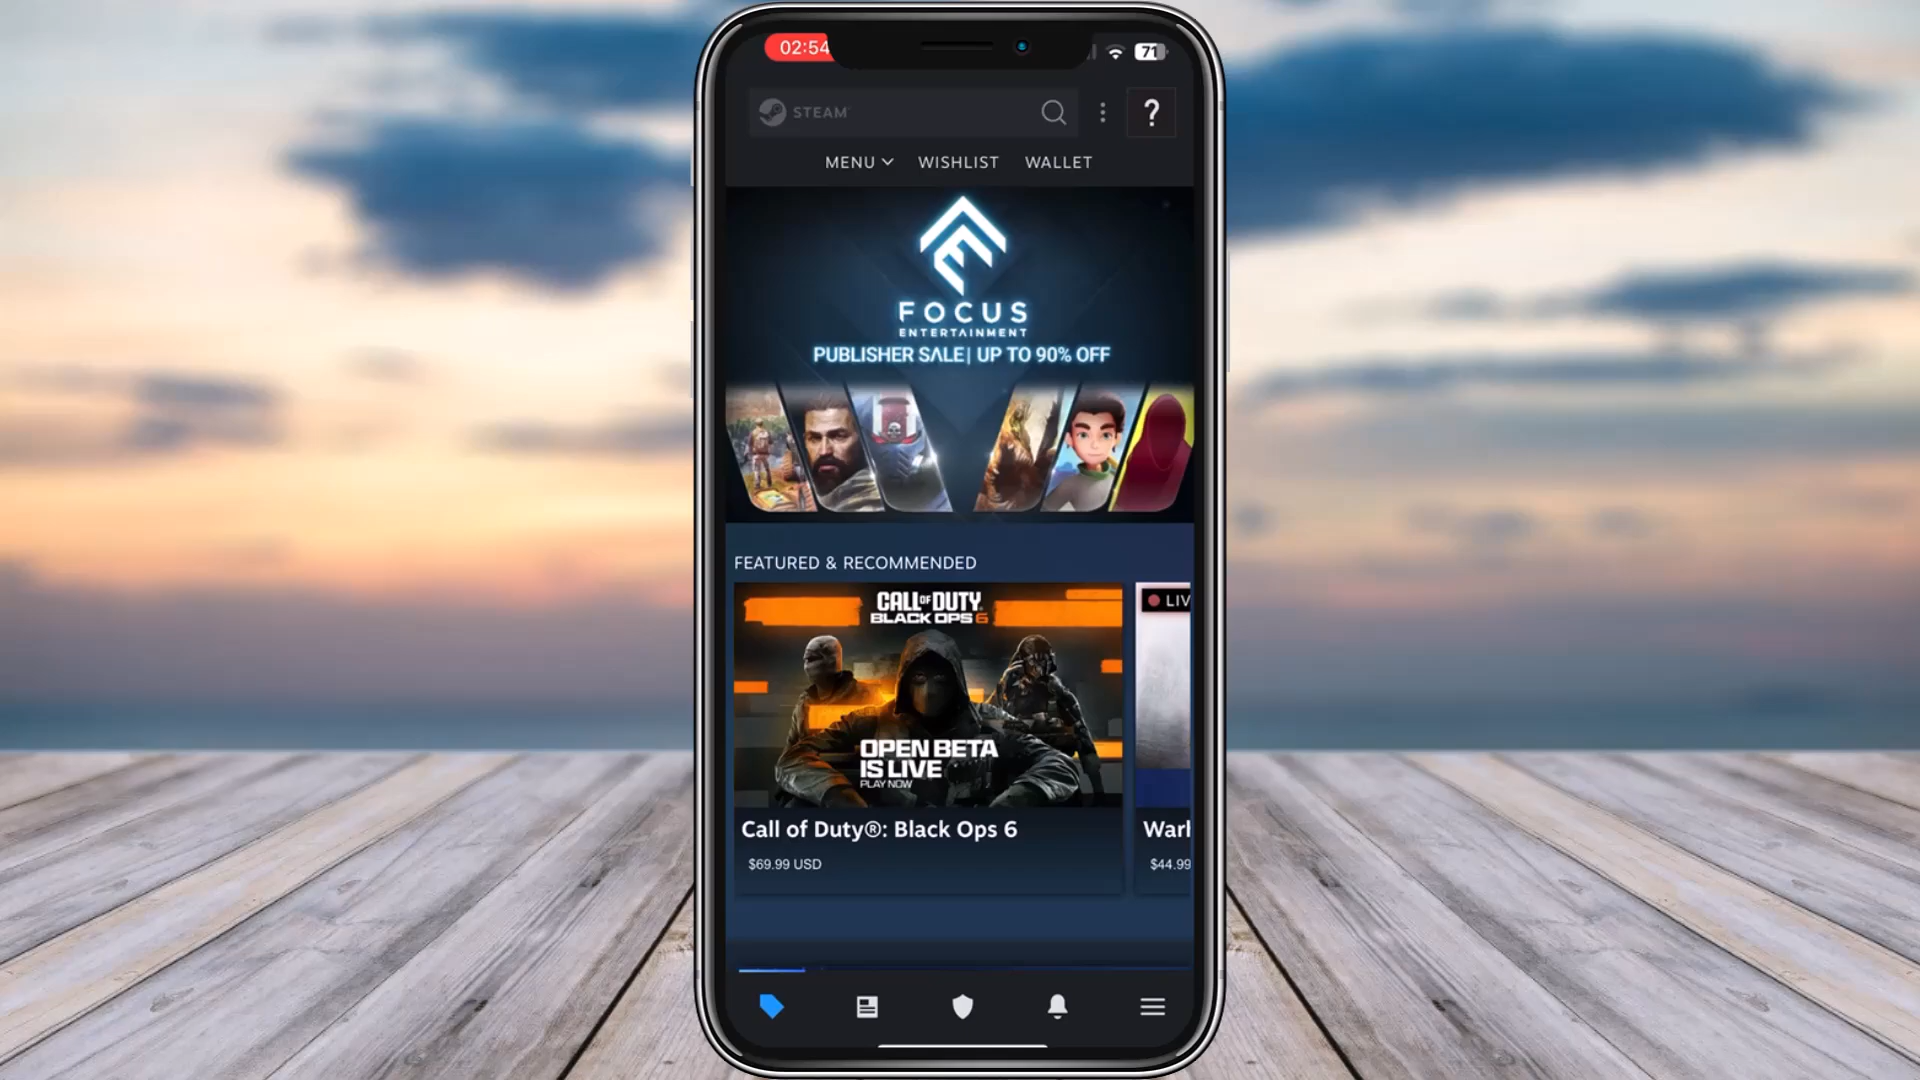 02:54
71
STEAM
?
MENU WISHLIST WALLET
FOCUS
ENTERTAINMENT
PUBLISHER SALE | UP TO 90% OFF
FEATURED & RECOMMENDED
CALL OF DUTY
BLACK OPS 6
OPEN BETA
IS LIVE
PLAY NOW
LIV
Call of Duty®: Black Ops 6
$69.99 USD
Warh
$44.99